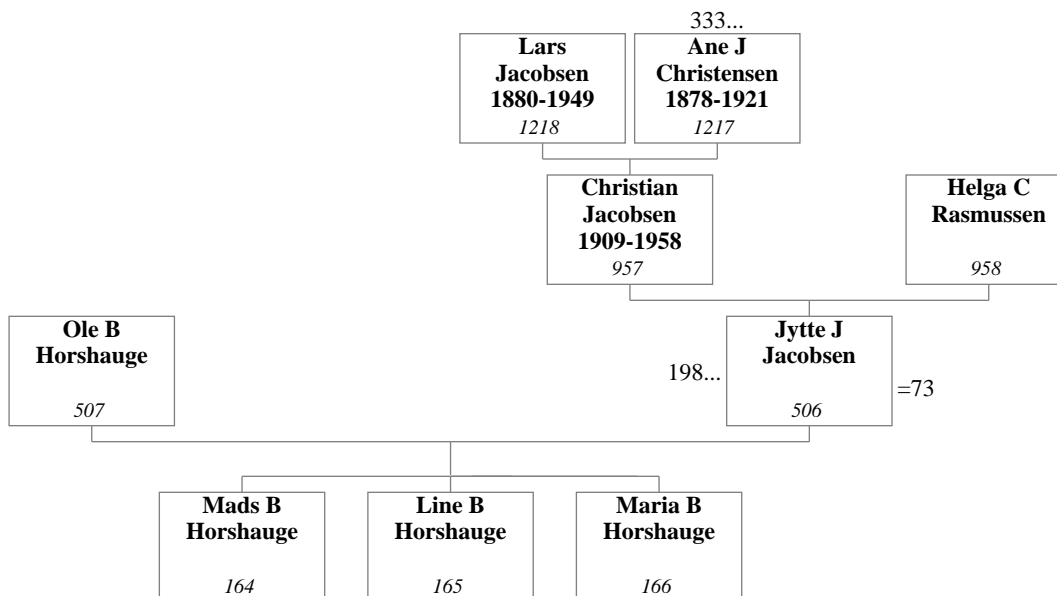 333...
Lars
Jacobsen
1880-1949
1218
Ane J
Christensen
1878-1921
1217
Christian
Jacobsen
1909-1958
957
Helga C
Rasmussen
958
Ole B
Horshauge
507
198...
Jytte J
Jacobsen
506
=73
Mads B
Horshauge
164
Line B
Horshauge
165
Maria B
Horshauge
166